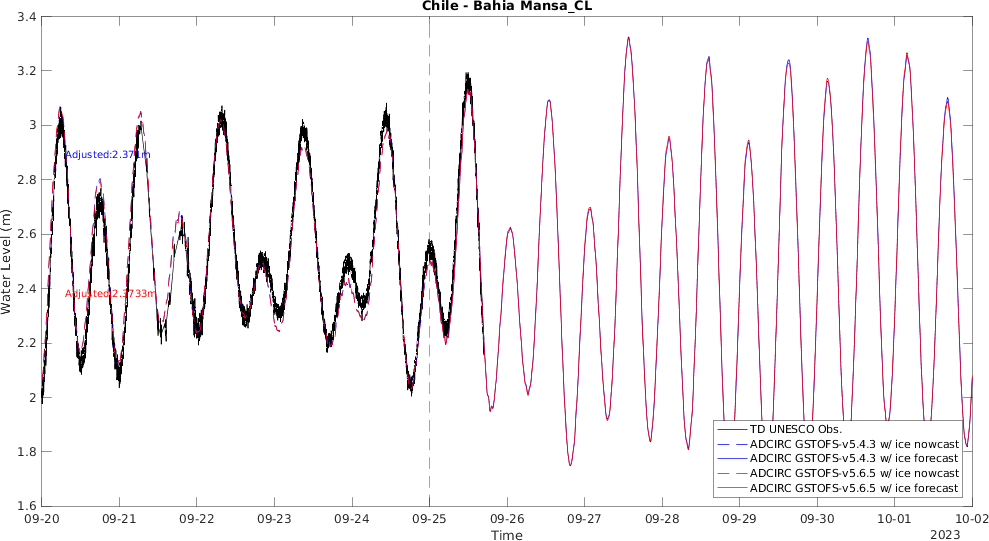 Chile - Bahia Mansa_CL
3.4
3.2
3
2.8
2.6
2.4
2.2
2
1.8
1.6
Water Level (m)
Adjusted:2.371m
Adjusted:2.3733m
TD UNESCO Obs.
ADCIRC GSTOFS-v5.4.3 w/ ice nowcast
ADCIRC GSTOFS-v5.4.3 w/ ice forecast
ADCIRC GSTOFS-v5.6.5 w/ ice nowcast
ADCIRC GSTOFS-v5.6.5 w/ ice forecast
09-20 09-21 09-22 09-23 09-24 09-25 09-26 09-27 09-28 09-29 09-30 10-01 10-02
Time
2023